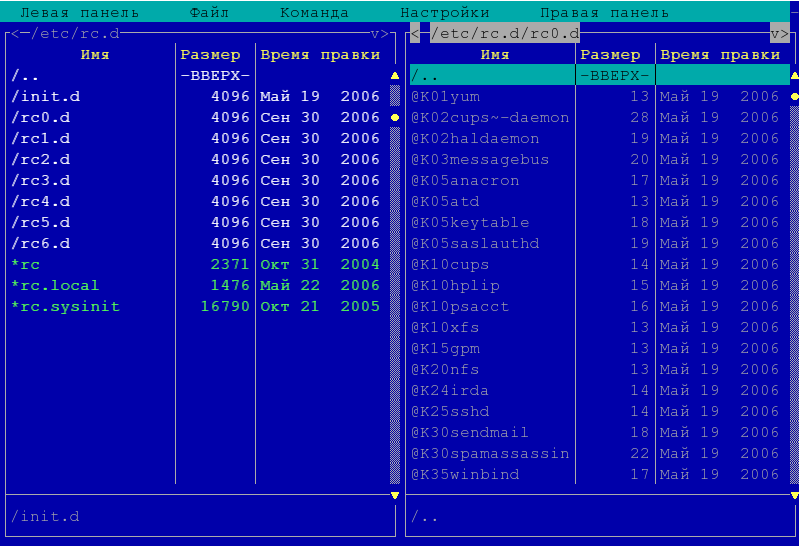 Левая панель Файл Команда Настройки Правая панель
<─/etc/rc.d v>
Имя Размер Время правки
/.. -ВВЕРХ-
/init.d 4096 Май 19 2006
/rc0.d 4096 Сен 30 2006
/rc1.d 4096 Сен 30 2006
/rc2.d 4096 Сен 30 2006
/rc3.d 4096 Сен 30 2006
/rc4.d 4096 Сен 30 2006
/rc5.d 4096 Сен 30 2006
/rc6.d 4096 Сен 30 2006
*rc 2371 Окт 31 2004
*rc.local 1476 Май 22 2006
*rc.sysinit 16790 Окт 21 2005
/init.d
<─/etc/rc.d/rc0.d v>
Имя Размер Время правки
/.. -ВВЕРХ-
@K01yum 13 Май 19 2006
@K02cups~-daemon 28 Май 19 2006
@K02haldaemon 19 Май 19 2006
@K03messagebus 20 Май 19 2006
@K05anacron 17 Май 19 2006
@K05atd 13 Май 19 2006
@K05keytable 18 Май 19 2006
@K05saslauthd 19 Май 19 2006
@K10cups 14 Май 19 2006
@K10hplip 15 Май 19 2006
@K10psacct 16 Май 19 2006
@K10xfs 13 Май 19 2006
@K15gpm 13 Май 19 2006
@K20nfs 13 Май 19 2006
@K24irda 14 Май 19 2006
@K25sshd 14 Май 19 2006
@K30sendmail 18 Май 19 2006
@K30spamassassin 22 Май 19 2006
@K35winbind 17 Май 19 2006
/..